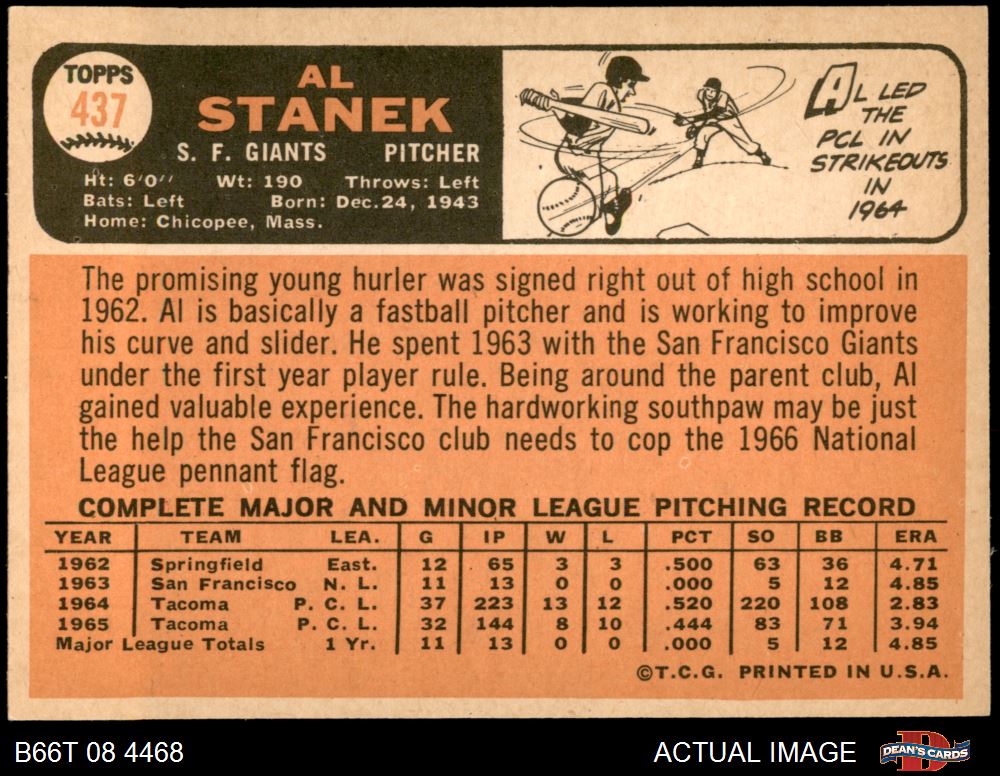 TOPPS
437
AL
STANEK
S. F. GIANTS PITCHER
Ht: 6'0" Wt: 190 Throws: Left
Bats: Left Born: Dec.24, 1943
Home: Chicopee, Mass.
AL LED
THE
PCL IN
STRIKEOUTS
IN
1964
The promising young hurler was signed right out of high school in
1962. Al is basically a fastball pitcher and is working to improve
his curve and slider. He spent 1963 with the San Francisco Giants
under the first year player rule. Being around the parent club, Al
gained valuable experience. The hardworking southpaw may be just
the help the San Francisco club needs to cop the 1966 National
League pennant flag.
COMPLETE MAJOR AND MINOR LEAGUE PITCHING RECORD
YEAR TEAM LEA. G IP W L PCT SO BB ERA
1962 Springfield East. 12 65 3 3 .500 63 36 4.71
1963 San Francisco N. L. 11 13 0 0 .000 5 12 4.85
1964 Tacoma P. C. L. 37 223 13 12 .520 220 108 2.83
1965 Tacoma P. C. L. 32 144 8 10 .444 83 71 3.94
Major League Totals 1 Yr. 11 13 0 0 .000 5 12 4.85
©T.C.G. PRINTED IN U.S.A.
B66T 08 4468 ACTUAL IMAGE DEAN'S CARDS